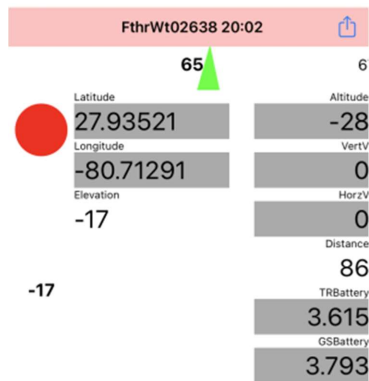 FthrWt02638 20:02
65 6
Latitude Altitude
27.93521 -28
Longitude VertV
-80.71291 0
Elevation HorzV
-17 0
Distance
86
-17 TRBattery
3.615
GSBattery
3.793